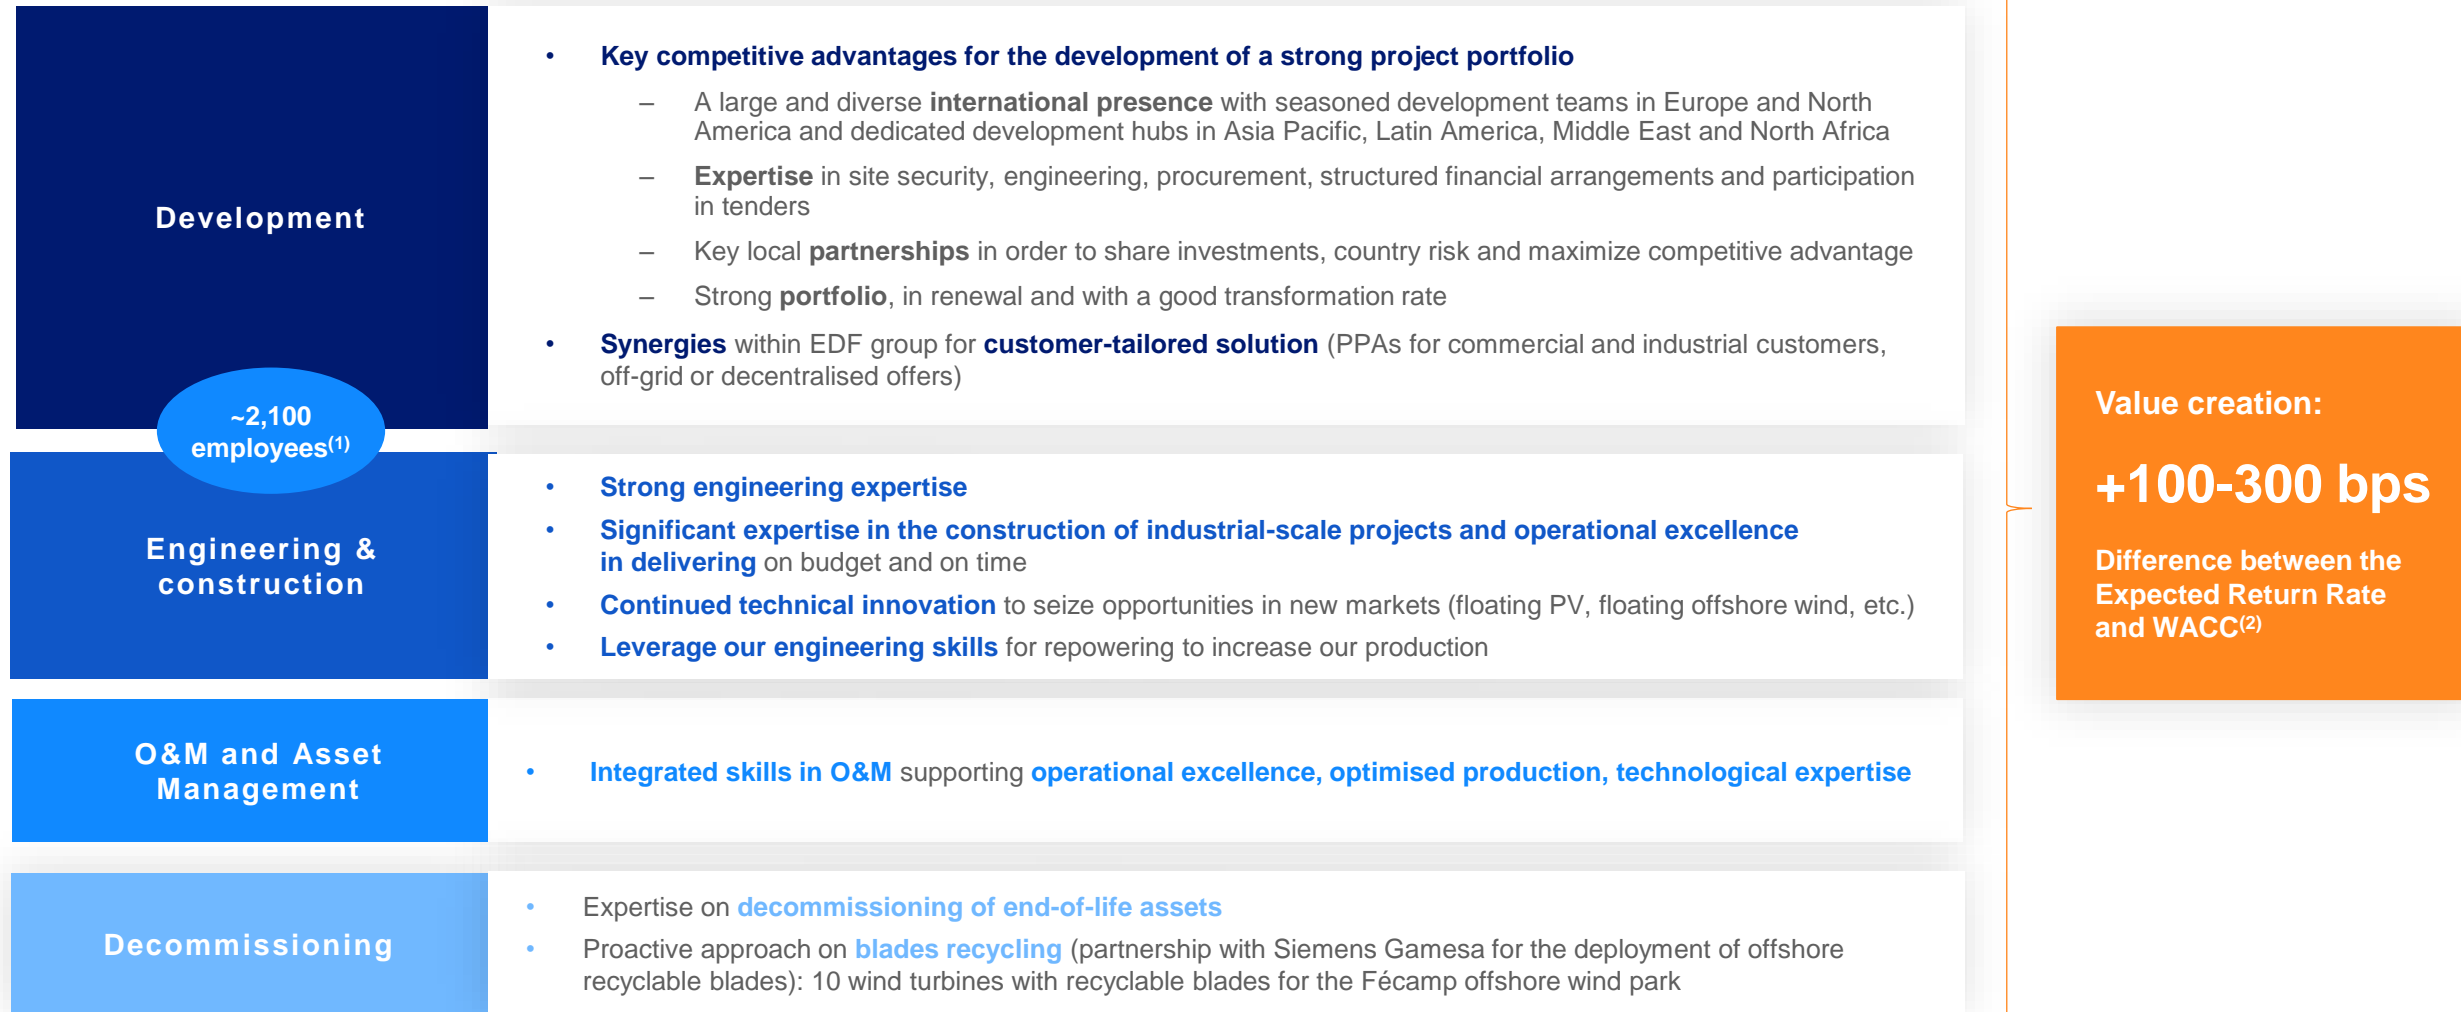 Development
• Key competitive advantages for the development of a strong project portfolio
– A large and diverse international presence with seasoned development teams in Europe and North
America and dedicated development hubs in Asia Pacific, Latin America, Middle East and North Africa
– Expertise in site security, engineering, procurement, structured financial arrangements and participation
in tenders
– Key local partnerships in order to share investments, country risk and maximize competitive advantage
– Strong portfolio, in renewal and with a good transformation rate
• Synergies within EDF group for customer-tailored solution (PPAs for commercial and industrial customers,
off-grid or decentralised offers)
~2,100
employees(1)
Engineering &
construction
• Strong engineering expertise
• Significant expertise in the construction of industrial-scale projects and operational excellence
in delivering on budget and on time
• Continued technical innovation to seize opportunities in new markets (floating PV, floating offshore wind, etc.)
• Leverage our engineering skills for repowering to increase our production
O&M and Asset
Management
• Integrated skills in O&M supporting operational excellence, optimised production, technological expertise
Decommissioning
• Expertise on decommissioning of end-of-life assets
• Proactive approach on blades recycling (partnership with Siemens Gamesa for the deployment of offshore
recyclable blades): 10 wind turbines with recyclable blades for the Fécamp offshore wind park
Value creation:
+100-300 bps
Difference between the
Expected Return Rate
and WACC(2)